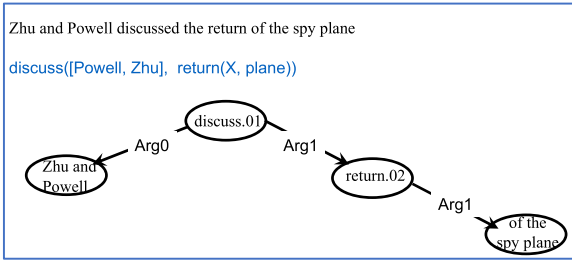 Zhu and Powell discussed the return of the spy plane
discuss([Powell, Zhu],  return(X, plane))
discuss.01
Arg0
Arg1
Zhu and
Powell
return.02
Arg1
of the
spy plane